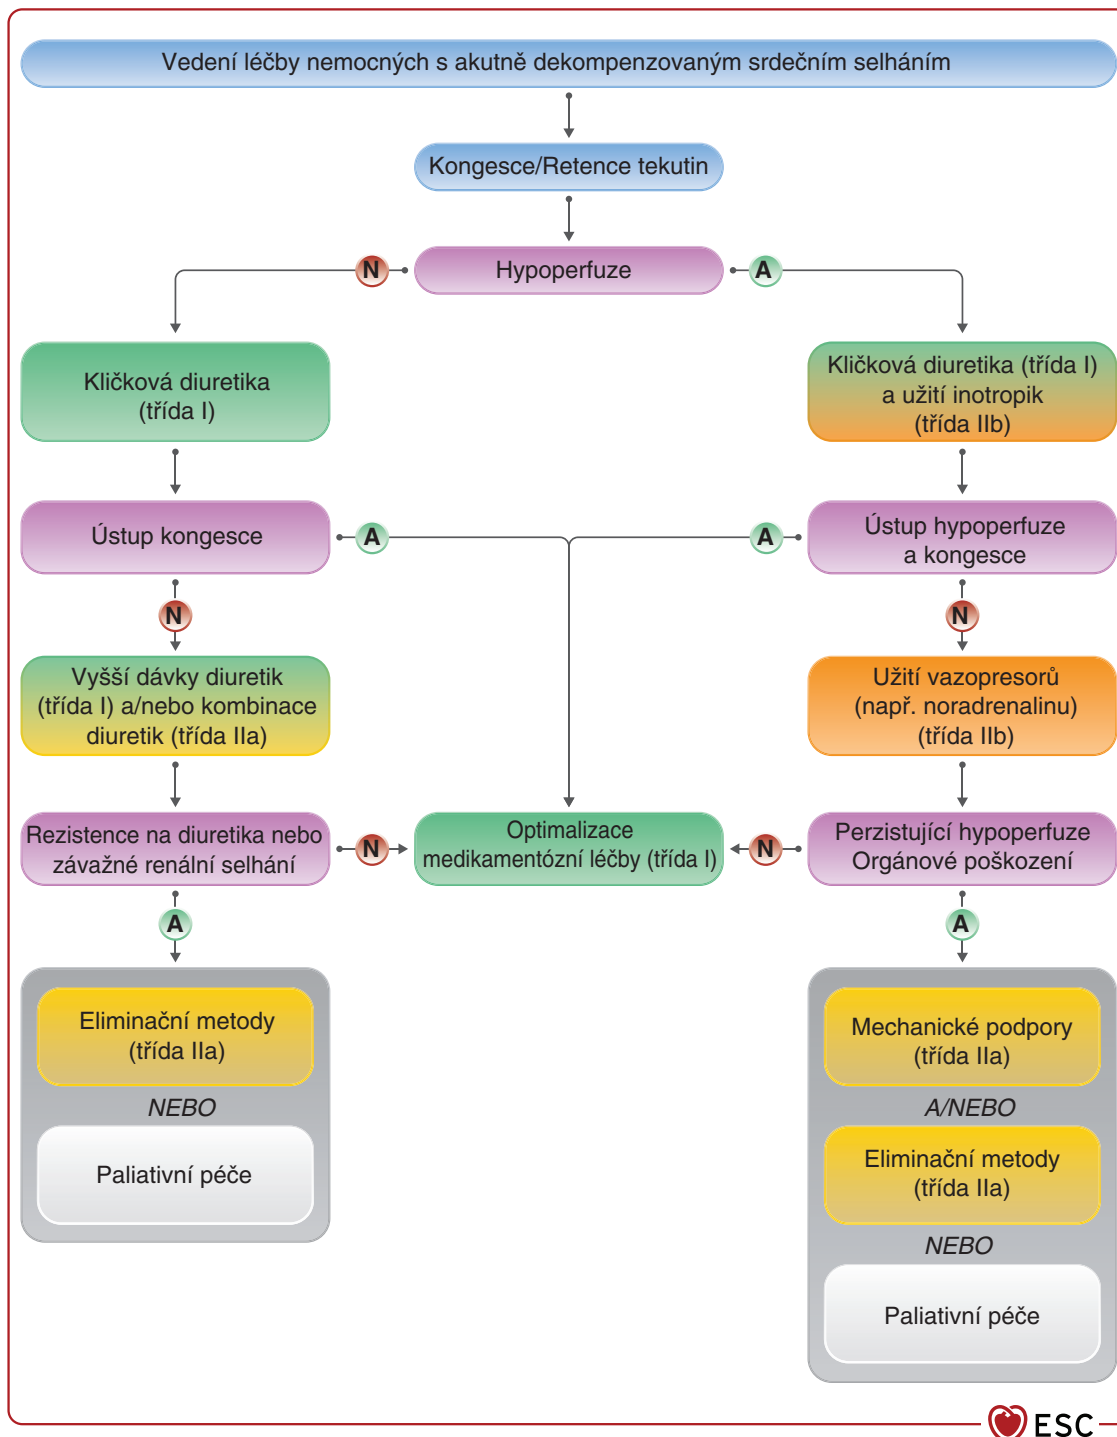 Vedení léčby nemocných s akutně dekompenzovaným srdečním selháním
Kongesce/Retence tekutin
Hypoperfuze
N
A
Kličková diuretika
(třída I)
Kličková diuretika (třída I)
a užití inotropik
(třída IIb)
Ústup kongesce
A
A
Ústup hypoperfuze
a kongesce
N
N
Vyšší dávky diuretik
(třída I) a/nebo kombinace
diuretik (třída IIa)
Užití vazopresorů
(např. noradrenalinu)
(třída IIb)
Rezistence na diuretika nebo
závažné renální selhání
N
Optimalizace
medikamentózní léčby (třída I)
N
Perzistující hypoperfuze
Orgánové poškození
A
A
Eliminační metody
(třída IIa)
NEBO
Paliativní péče
Mechanické podpory
(třída IIa)
A/NEBO
Eliminační metody
(třída IIa)
NEBO
Paliativní péče
ESC